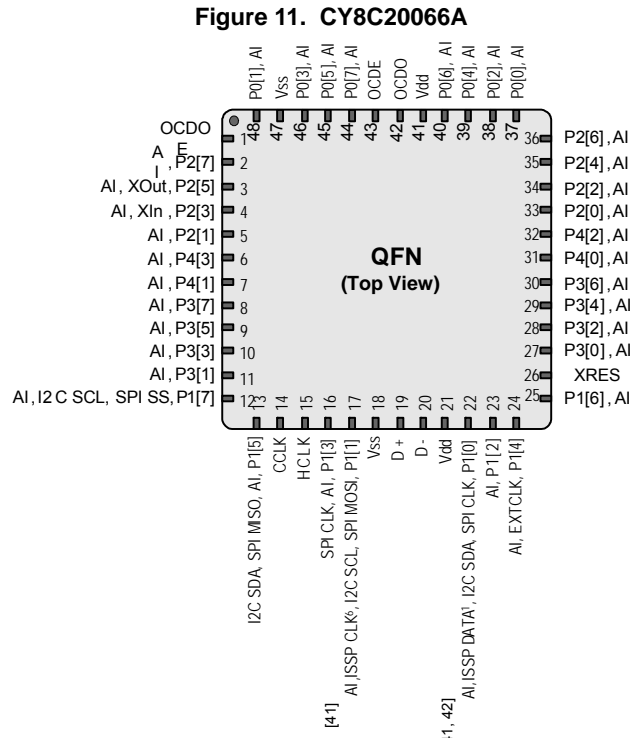 Figure 11. CY8C20066A
P0[1], AI
Vss
P0[3], AI
P0[5], AI
P0[7], AI
OCDE
OCDO
Vdd
P0[6], AI
P0[4], AI
P0[2], AI
P0[0], AI
48
47
46
45
44
43
42
41
40
39
38
37
OCDO
E
1
A
I
, P2[7]
2
AI, XOut, P2[5]
3
AI, XIn, P2[3]
4
AI, P2[1]
5
AI, P4[3]
6
AI, P4[1]
7
AI, P3[7]
8
AI, P3[5]
9
AI, P3[3]
10
AI, P3[1]
11
AI, I2C SCL, SPI SS, P1[7]
12
QFN
(Top View)
36
P2[6], AI
35
P2[4], AI
34
P2[2], AI
33
P2[0], AI
32
P4[2], AI
31
P4[0], AI
30
P3[6], AI
29
P3[4], AI
28
P3[2], AI
27
P3[0], AI
26
XRES
25
P1[6], AI
13
14
15
16
17
18
19
20
21
22
23
24
I2C SDA, SPI MISO, AI, P1[5]
CCLK
HCLK
SPI CLK, AI, P1[3]
AI, ISSP CLK⁶, I2C SCL, SPI MOSI, P1[1]
Vss
D+
D-
Vdd
AI, ISSP DATA¹, I2C SDA, SPI CLK, P1[0]
AI, P1[2]
AI, EXTCLK, P1[4]
[41]
41, 42]